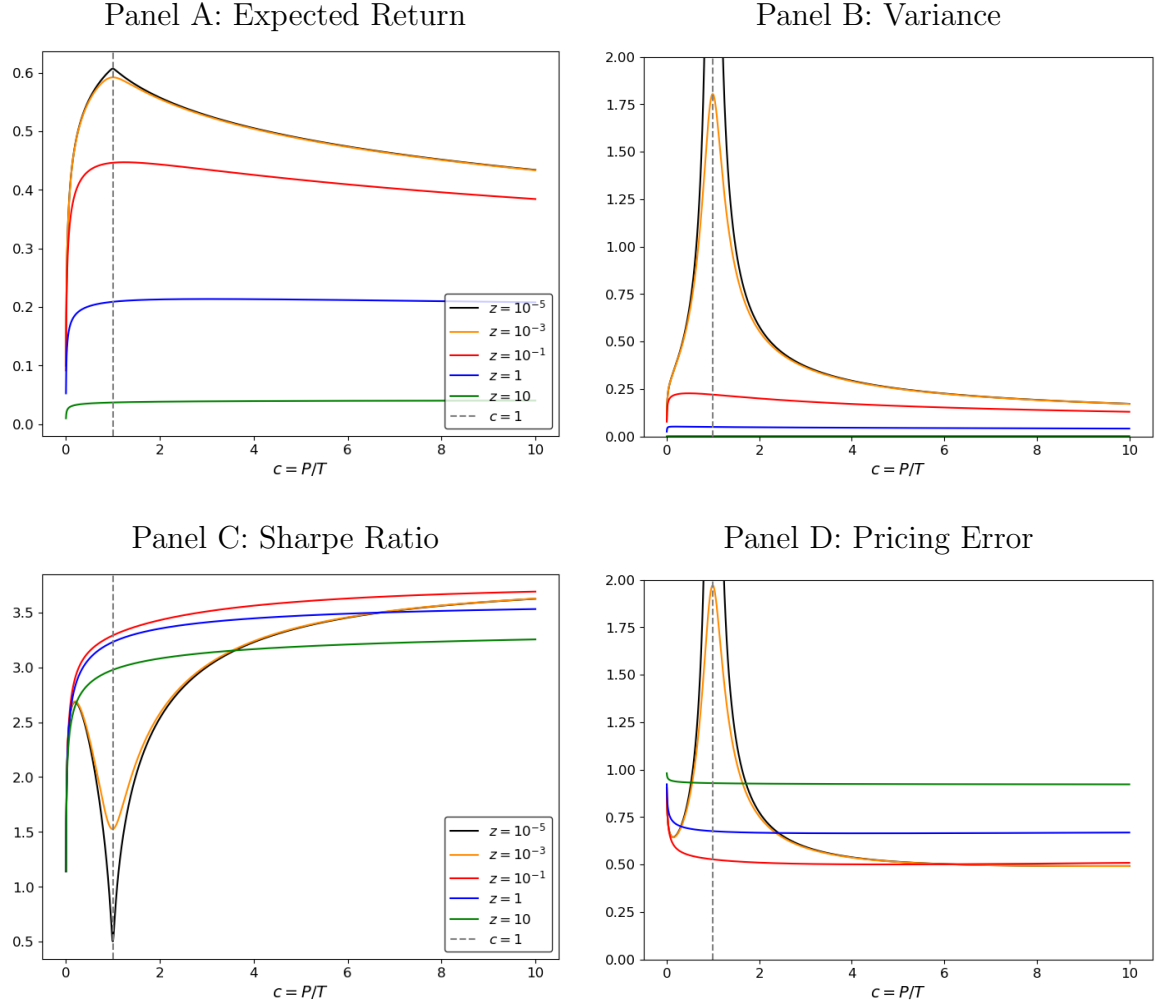 Panel A: Expected Return
0.6
0.5
0.4
0.3
0.2
0.1
0.0
0 2 4 6 8 10
c = P/T
z = 10⁻⁵
z = 10⁻³
z = 10⁻¹
z = 1
z = 10
c = 1
Panel B: Variance
2.00
1.75
1.50
1.25
1.00
0.75
0.50
0.25
0.00
0 2 4 6 8 10
c = P/T
Panel C: Sharpe Ratio
3.5
3.0
2.5
2.0
1.5
1.0
0.5
0 2 4 6 8 10
c = P/T
z = 10⁻⁵
z = 10⁻³
z = 10⁻¹
z = 1
z = 10
c = 1
Panel D: Pricing Error
2.00
1.75
1.50
1.25
1.00
0.75
0.50
0.25
0.00
0 2 4 6 8 10
c = P/T